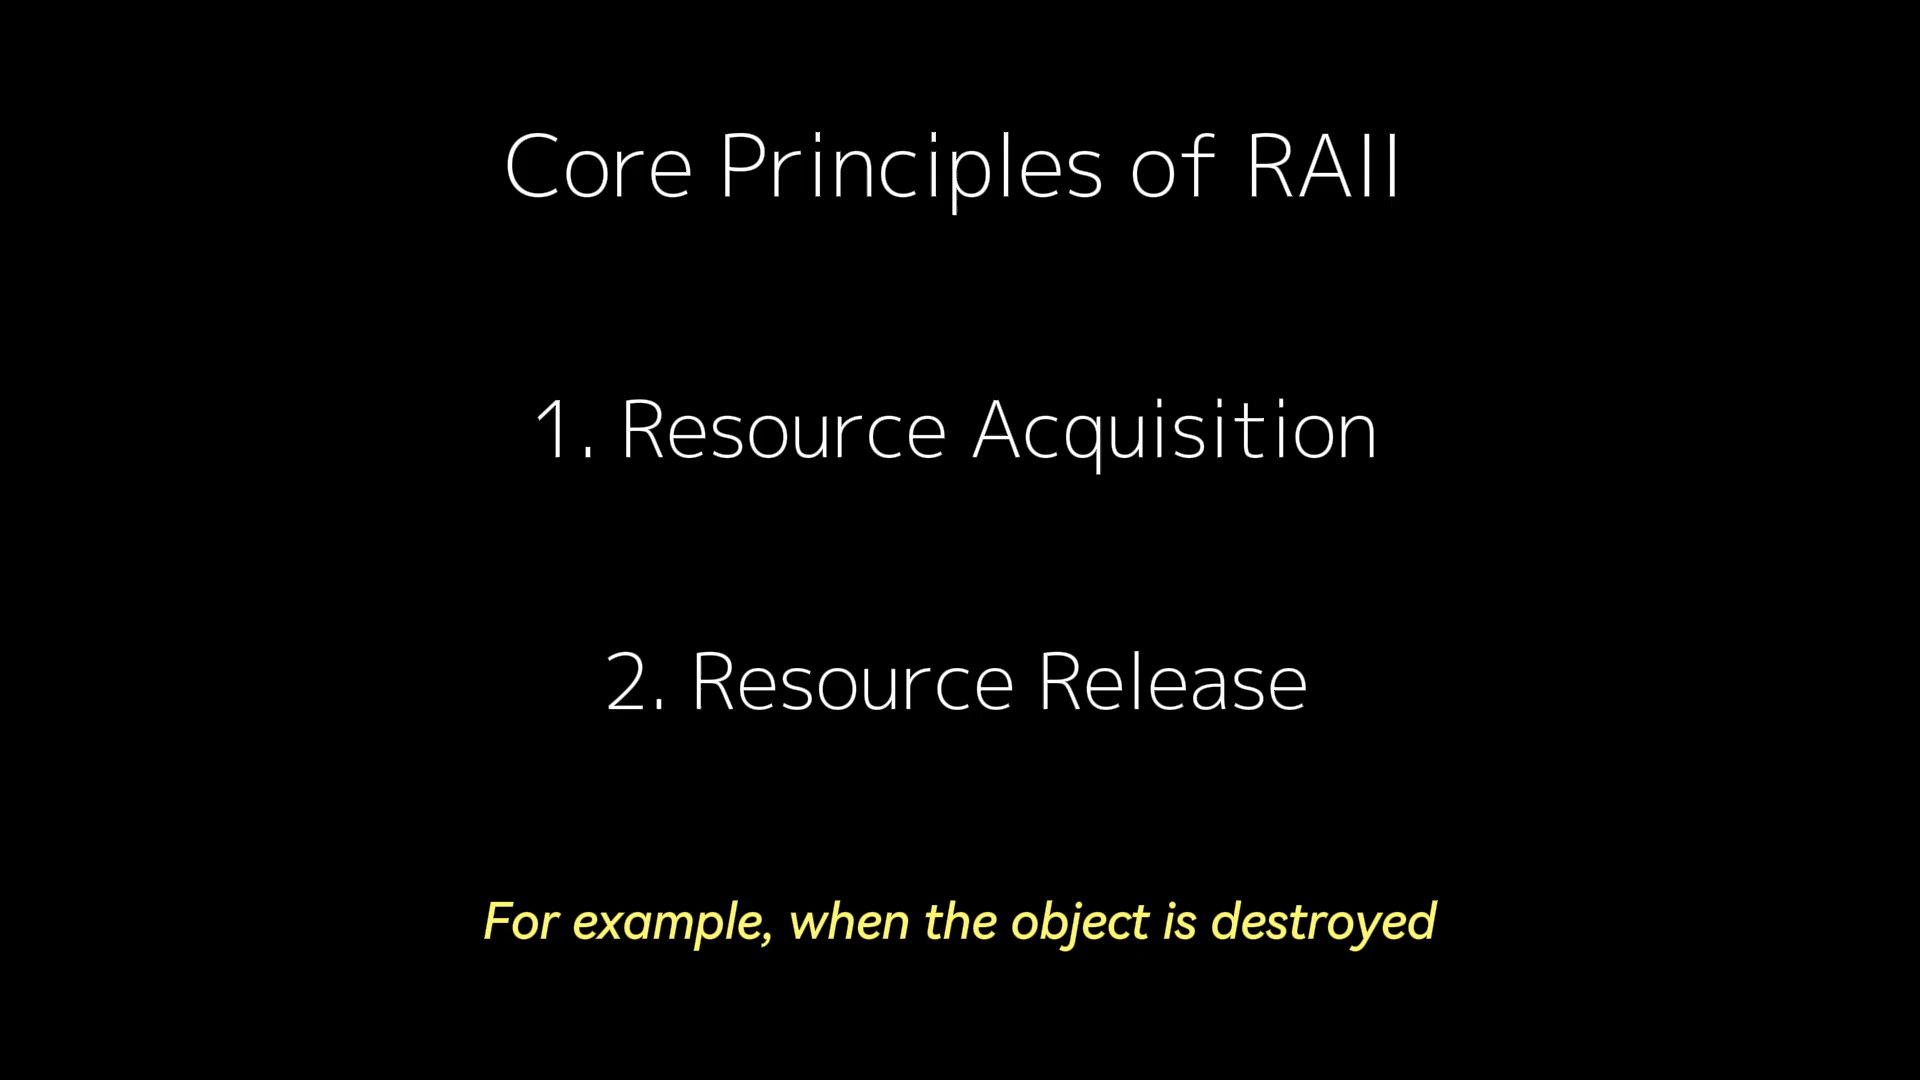 Core Principles of RAII
1. Resource Acquisition
2. Resource Release
For example, when the object is destroyed